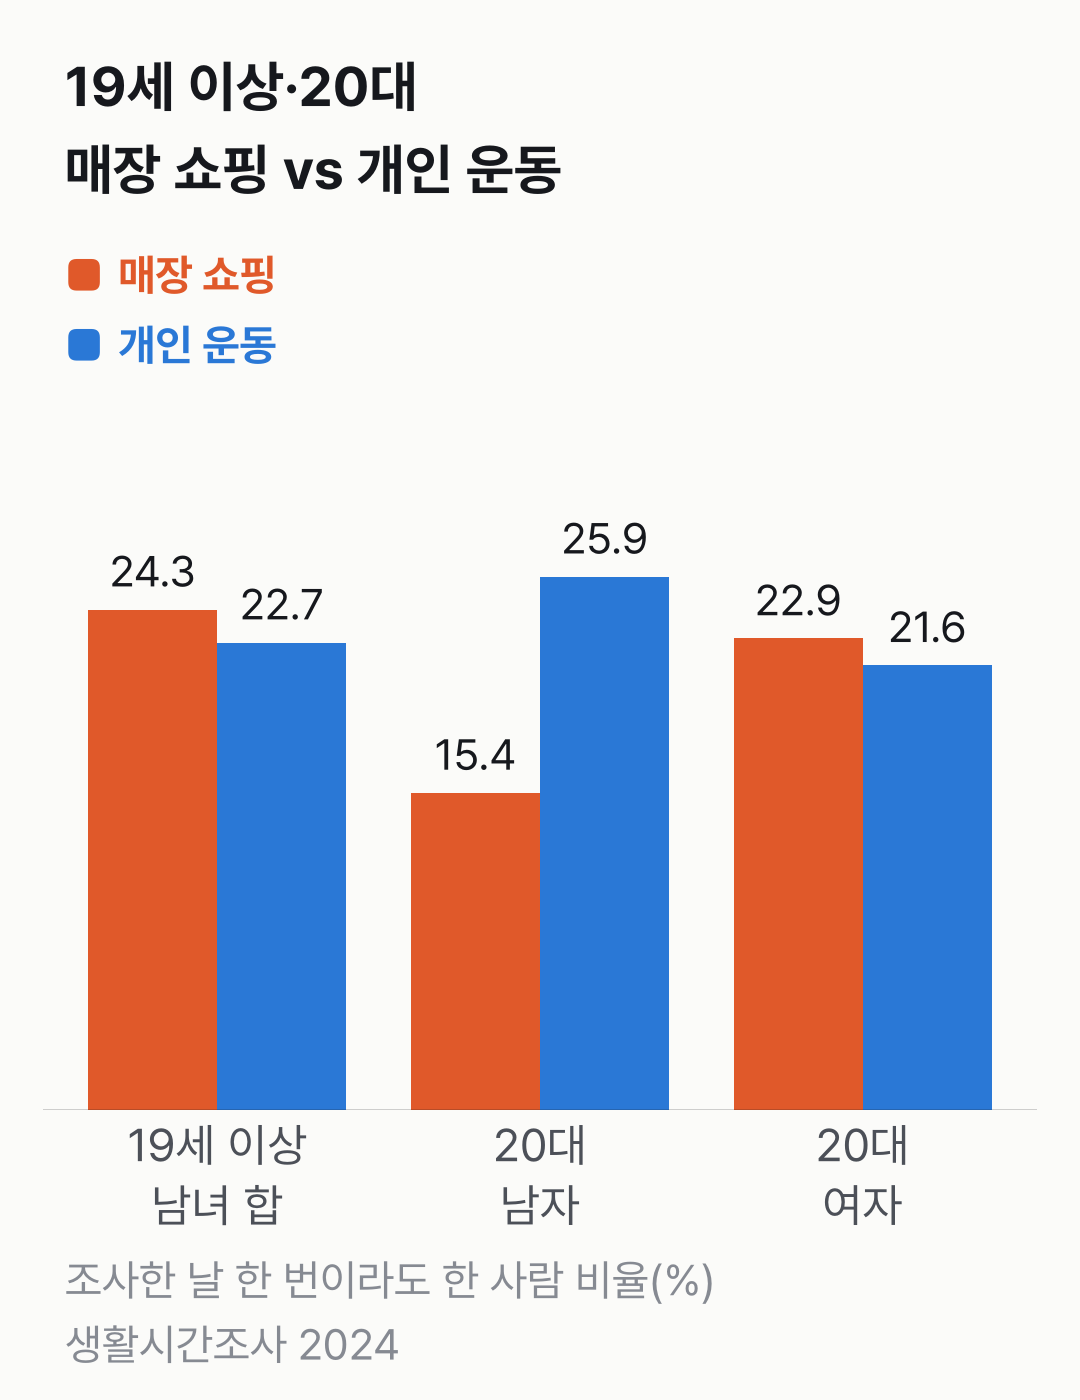 19세 이상·20대
매장 쇼핑 vs 개인 운동
매장 쇼핑
개인 운동
24.3
22.7
15.4
25.9
22.9
21.6
19세 이상
남녀 합
20대
남자
20대
여자
조사한 날 한 번이라도 한 사람 비율(%)
생활시간조사 2024